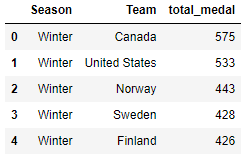 Season Team total_medal
0 Winter Canada 575
1 Winter United States 533
2 Winter Norway 443
3 Winter Sweden 428
4 Winter Finland 426